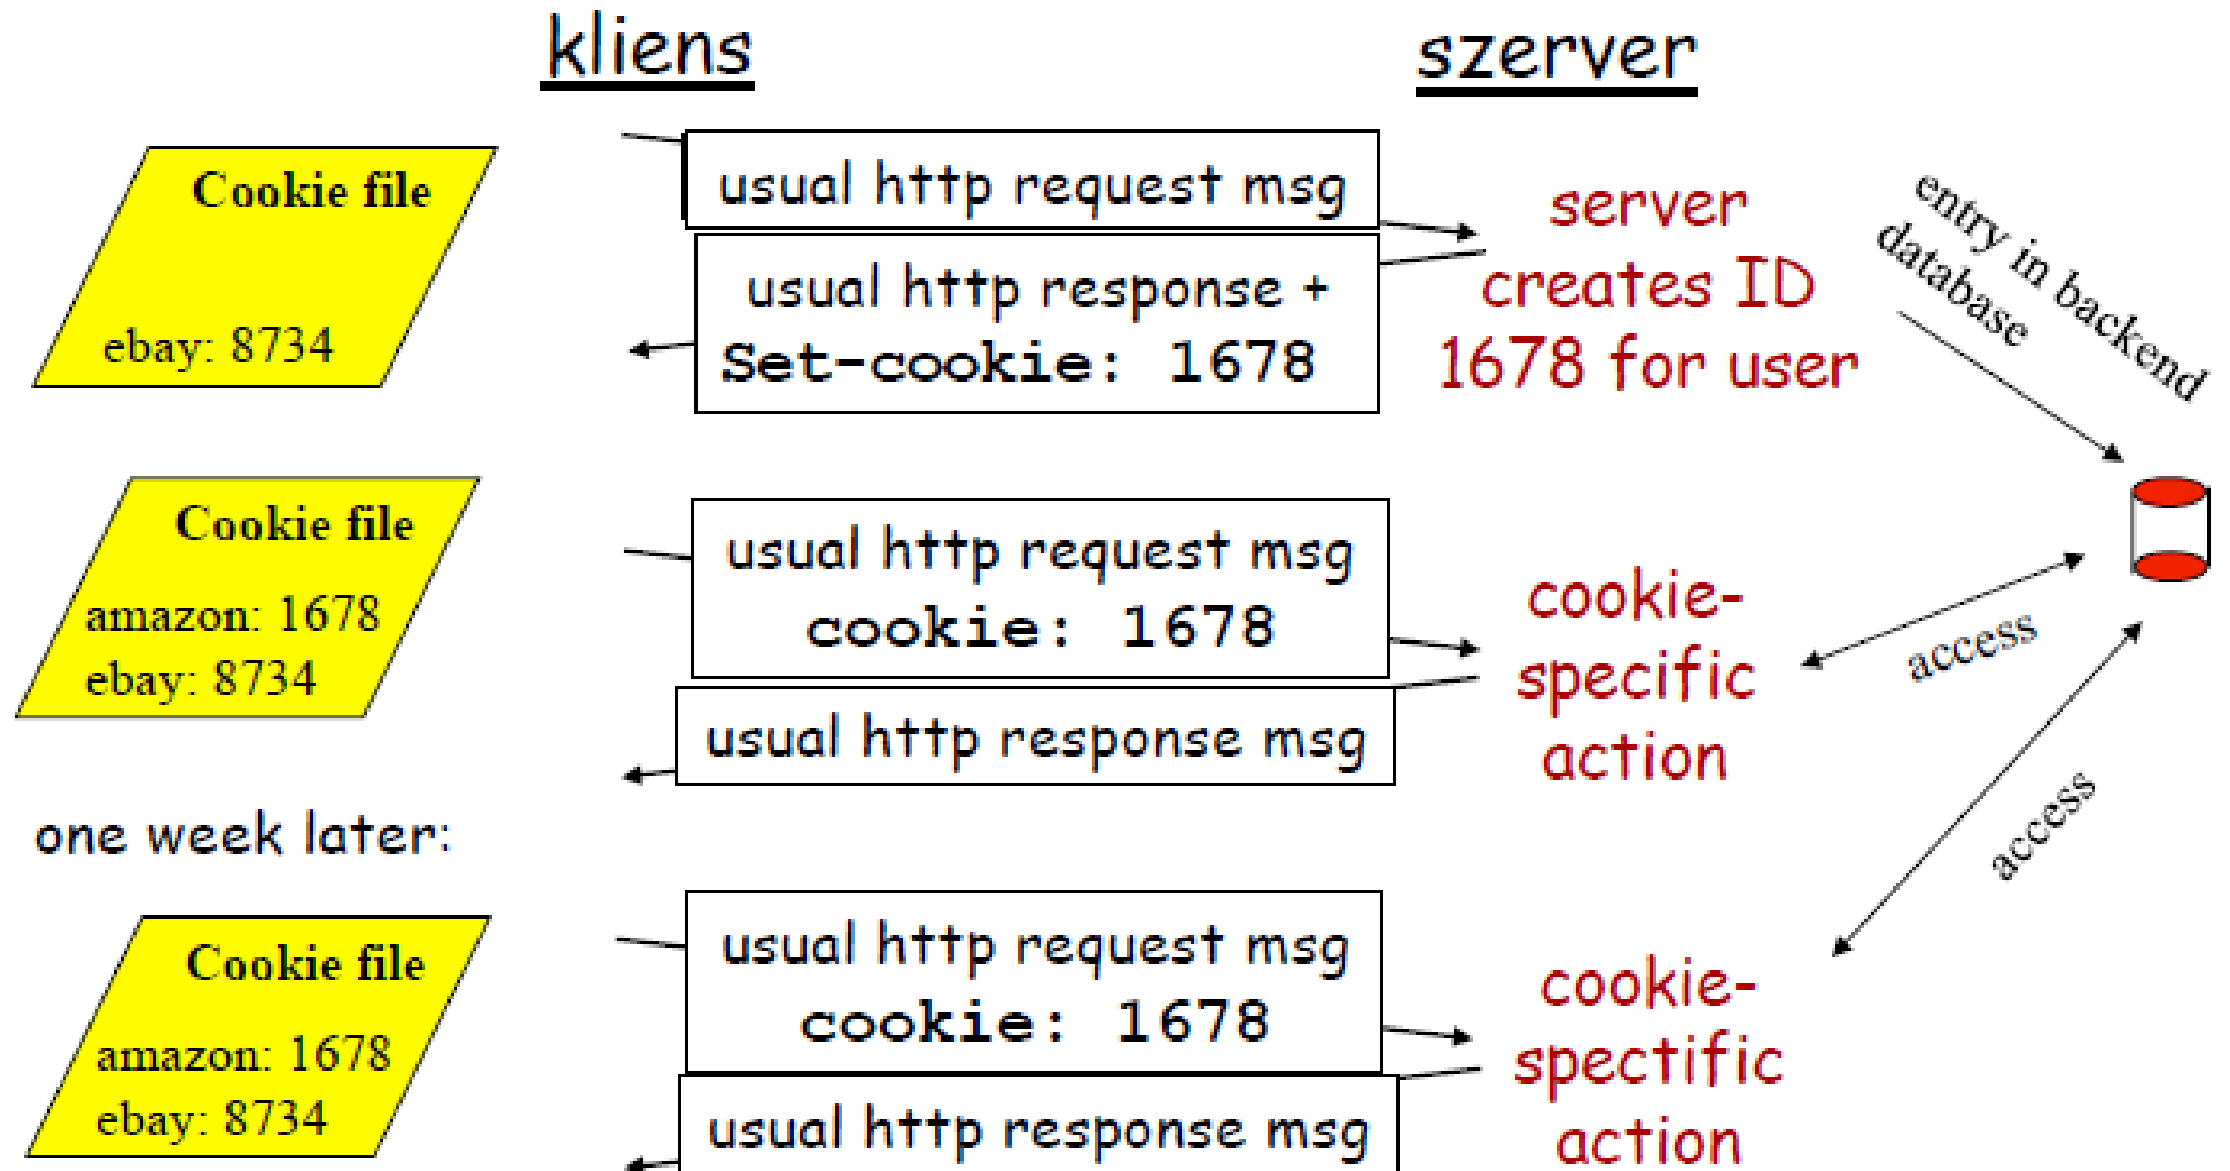 kliens
szerver
Cookie file
ebay: 8734
usual http request msg
usual http response +
Set-cookie: 1678
server
creates ID
1678 for user
entry in backend
database
Cookie file
amazon: 1678
ebay: 8734
usual http request msg
cookie: 1678
usual http response msg
cookie-
specific
action
access
access
one week later:
Cookie file
amazon: 1678
ebay: 8734
usual http request msg
cookie: 1678
usual http response msg
cookie-
spectific
action